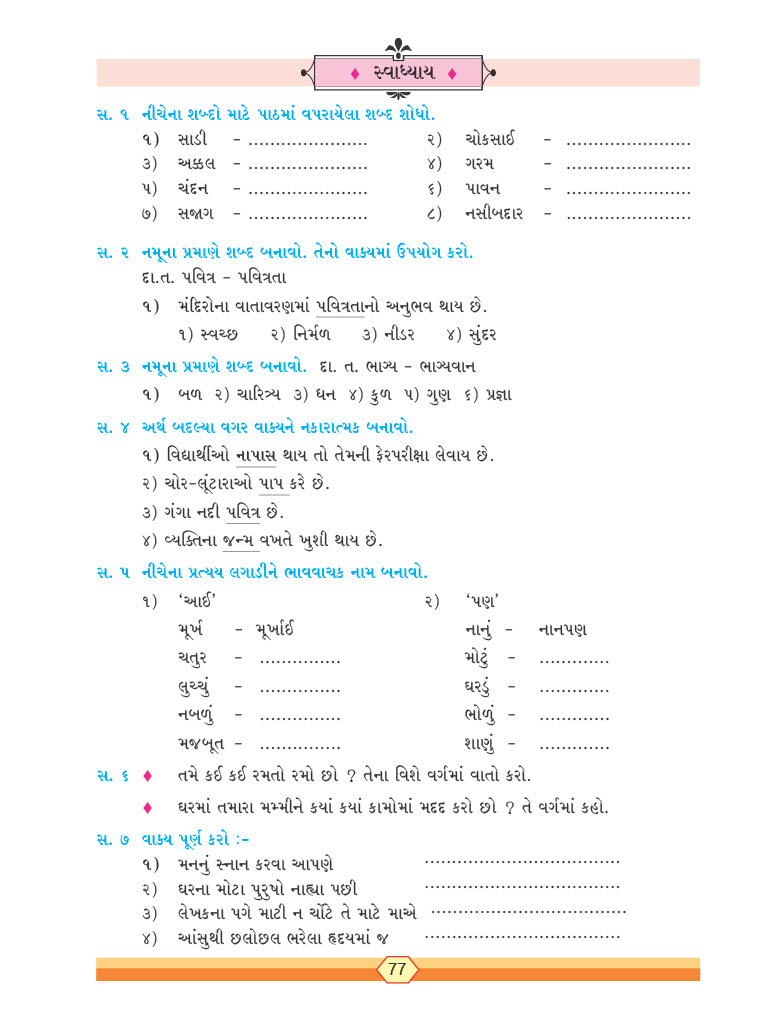 સ્વાધ્યાય
સ. ૧ નીચેના શબ્દો માટે પાઠમાં વપરાયેલા શબ્દ શોધો.
૧) સાડી – ...................... ૨) ચોકસાઈ – .......................
૩) અક્કલ – ...................... ૪) ગરમ – .......................
૫) ચંદન – ...................... ૬) પાવન – .......................
૭) સજાગ – ...................... ૮) નસીબદાર – .......................
સ. ૨ નમૂના પ્રમાણે શબ્દ બનાવો. તેનો વાક્યમાં ઉપયોગ કરો.
દા.ત. પવિત્ર – પવિત્રતા
૧) મંદિરોના વાતાવરણમાં પવિત્રતાનો અનુભવ થાય છે.
૧) સ્વચ્છ ૨) નિર્મળ ૩) નીડર ૪) સુંદર
સ. ૩ નમૂના પ્રમાણે શબ્દ બનાવો. દા. ત. ભાગ્ય – ભાગ્યવાન
૧) બળ ૨) ચારિત્ર્ય ૩) ધન ૪) કુળ ૫) ગુણ ૬) પ્રજ્ઞા
સ. ૪ અર્થ બદલ્યા વગર વાક્યને નકારાત્મક બનાવો.
૧) વિદ્યાર્થીઓ નાપાસ થાય તો તેમની ફેરપરીક્ષા લેવાય છે.
૨) ચોર-લૂંટારાઓ પાપ કરે છે.
૩) ગંગા નદી પવિત્ર છે.
૪) વ્યક્તિના જન્મ વખતે ખુશી થાય છે.
સ. ૫ નીચેના પ્રત્યય લગાડીને ભાવવાચક નામ બનાવો.
૧) ‘આઈ’ ૨) ‘પણ’
મૂર્ખ – મૂર્ખાઈ નાનું – નાનપણ
ચતુર – ............... મોટું – .............
લુચ્ચું – ............... ઘરડું – .............
નબળું – ............... ભોળું – .............
મજબૂત – ............... શાણું – .............
સ. ૬ ♦ તમે કઈ કઈ રમતો રમો છો ? તેના વિશે વર્ગમાં વાતો કરો.
♦ ઘરમાં તમારા મમ્મીને કયાં કયાં કામોમાં મદદ કરો છો ? તે વર્ગમાં કહો.
સ. ૭ વાક્ય પૂર્ણ કરો :-
૧) મનનું સ્નાન કરવા આપણે ....................................
૨) ઘરના મોટા પુરુષો નાહ્યા પછી ....................................
૩) લેખકના પગે માટી ન ચોંટે તે માટે માએ ....................................
૪) આંસુથી છલોછલ ભરેલા હૃદયમાં જ ....................................
77